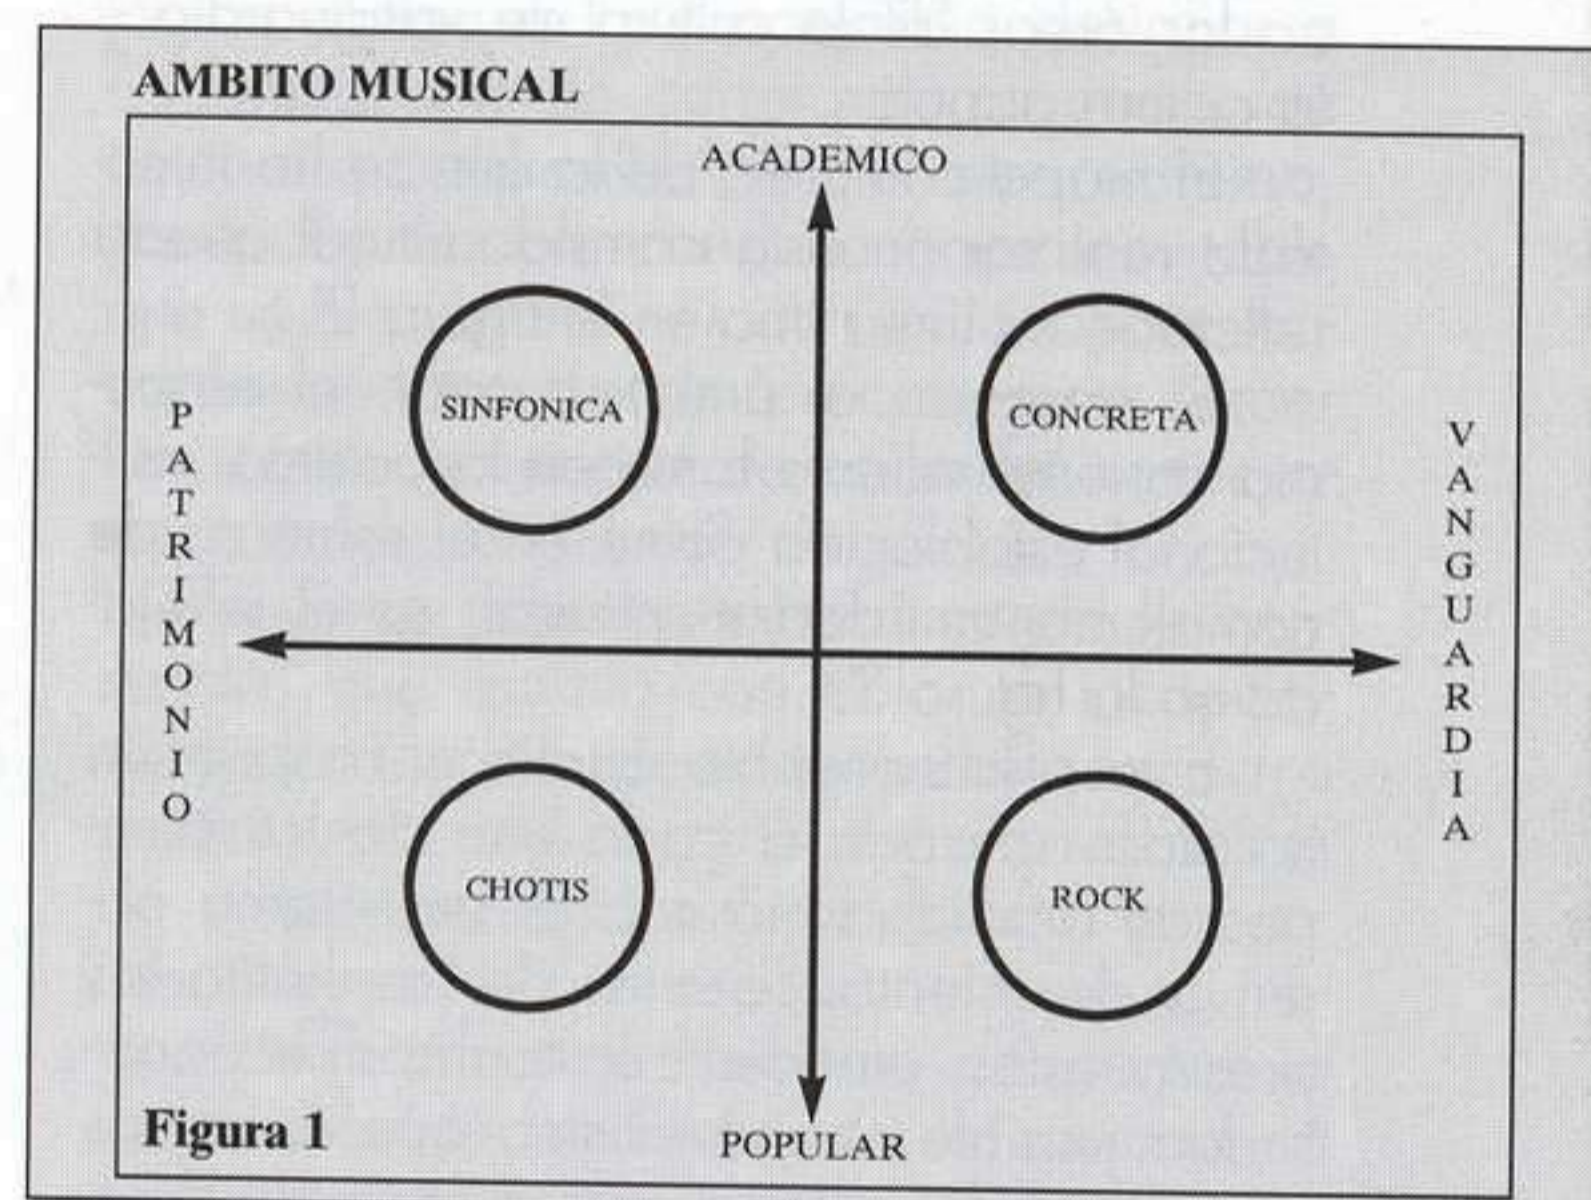 AMBITO MUSICAL
ACADEMICO
SINFONICA
CONCRETA
PATRIMONIO
VANGUARDIA
CHOTIS
ROCK
Figura 1
POPULAR